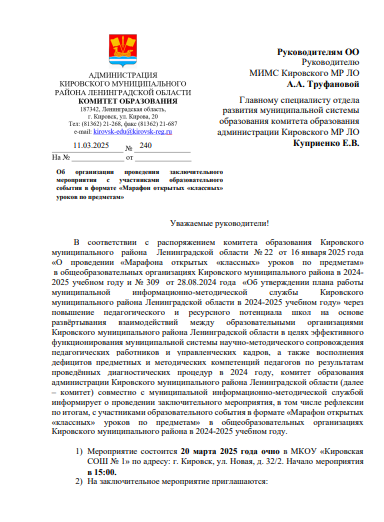 АДМИНИСТРАЦИЯ
КИРОВСКОГО МУНИЦИПАЛЬНОГО
РАЙОНА ЛЕНИНГРАДСКОЙ ОБЛАСТИ
КОМИТЕТ ОБРАЗОВАНИЯ
187342, Ленинградская область,
г. Кировск, ул. Кирова, 20
Тел: (81362) 21-268, факс (81362) 21-687
e-mail: kirovsk-edu@kirovsk-reg.ru
11.03.2025 № 240
На № ____________ от ____________
Об организации проведения заключительного
мероприятия с участниками образовательного
события в формате «Марафон открытых «классных»
уроков по предметам»
Руководителям ОО
Руководителю
МИМС Кировского МР ЛО
А.А. Труфановой
Главному специалисту отдела
развития муниципальной системы
образования комитета образования
администрации Кировского МР ЛО
Куприенко Е.В.
Уважаемые руководители!
В соответствии с распоряжением комитета образования Кировского
муниципального района Ленинградской области № 22 от 16 января 2025 года
«О проведении «Марафона открытых «классных» уроков по предметам»
в общеобразовательных организациях Кировского муниципального района в 2024-
2025 учебном году и № 309 от 28.08.2024 года «Об утверждении плана работы
муниципальной информационно-методической службы Кировского
муниципального района Ленинградской области в 2024-2025 учебном году» через
повышение педагогического и ресурсного потенциала школ на основе
развёртывания взаимодействий между образовательными организациями
Кировского муниципального района Ленинградской области в целях эффективного
функционирования муниципальной системы научно-методического сопровождения
педагогических работников и управленческих кадров, а также восполнения
дефицитов предметных и методических компетенций педагогов по результатам
проведённых диагностических процедур в 2024 году, комитет образования
администрации Кировского муниципального района Ленинградской области (далее
– комитет) совместно с муниципальной информационно-методической службой
информирует о проведении заключительного мероприятия, в том числе рефлексии
по итогам, с участниками образовательного события в формате «Марафон открытых
«классных» уроков по предметам» в общеобразовательных организациях
Кировского муниципального района в 2024-2025 учебном году.
1) Мероприятие состоится 20 марта 2025 года очно в МКОУ «Кировская
СОШ № 1» по адресу: г. Кировск, ул. Новая, д. 32/2. Начало мероприятия
в 15:00.
2) На заключительное мероприятие приглашаются: